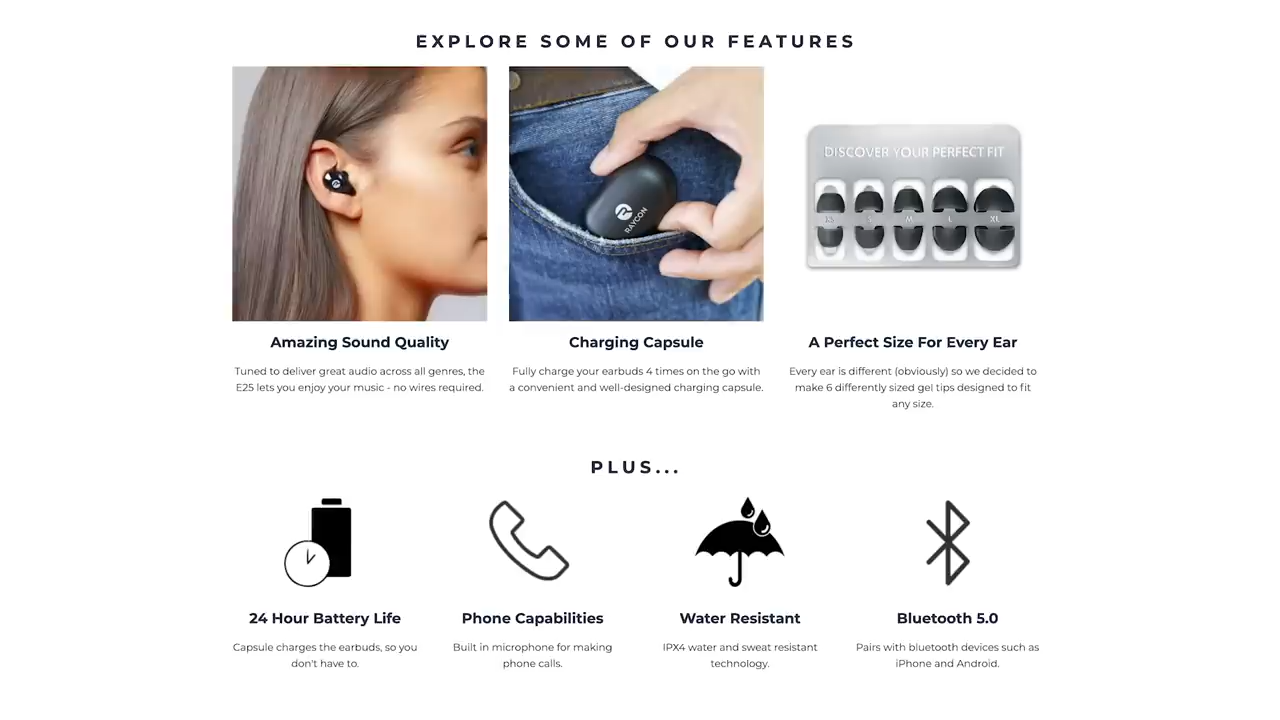 EXPLORE SOME OF OUR FEATURES
RAYCON
DISCOVER YOUR PERFECT FIT
XS S M L XL
Amazing Sound Quality
Tuned to deliver great audio across all genres, the
E25 lets you enjoy your music - no wires required.
Charging Capsule
Fully charge your earbuds 4 times on the go with
a convenient and well-designed charging capsule.
A Perfect Size For Every Ear
Every ear is different (obviously) so we decided to
make 6 differently sized gel tips designed to fit
any size.
PLUS...
24 Hour Battery Life
Capsule charges the earbuds, so you
don't have to.
Phone Capabilities
Built in microphone for making
phone calls.
Water Resistant
IPX4 water and sweat resistant
technology.
Bluetooth 5.0
Pairs with bluetooth devices such as
iPhone and Android.